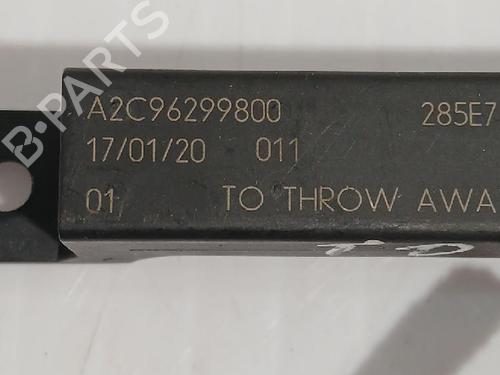 A2C96299800 285E7
17/01/20 011
01 TO THROW AWA
B-PARTS